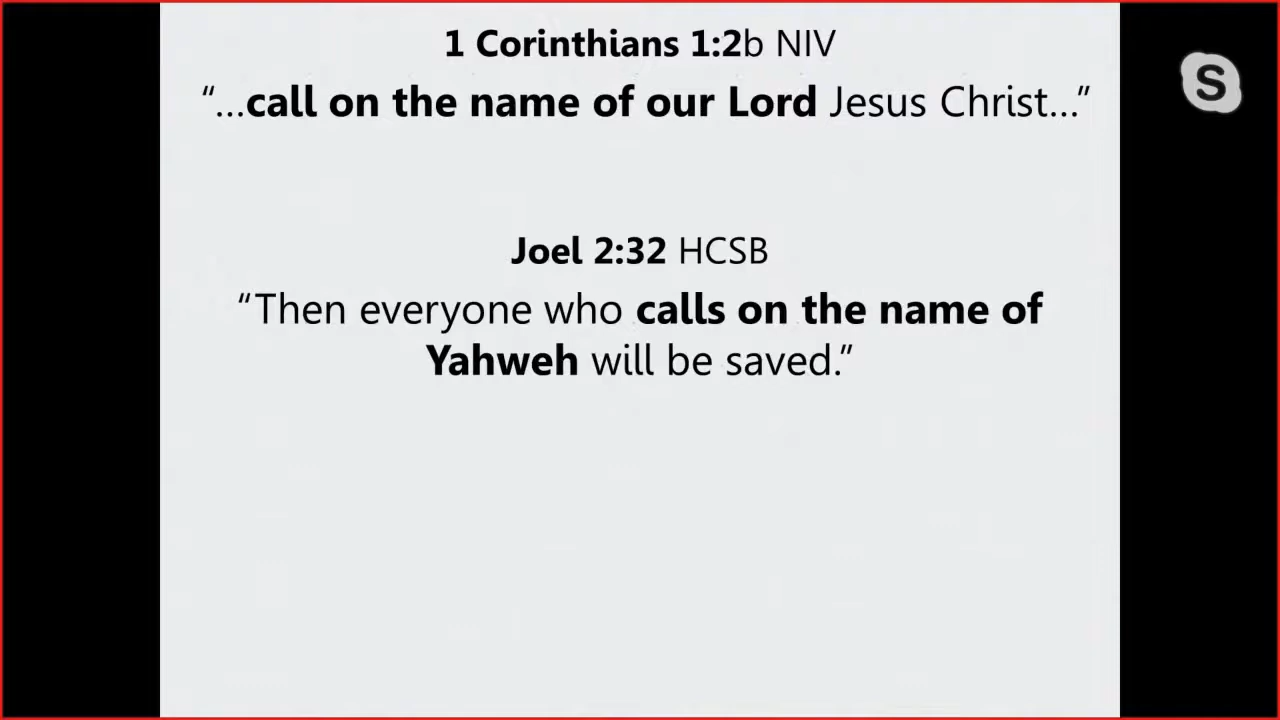 1 Corinthians 1:2b NIV
“...call on the name of our Lord Jesus Christ...”
Joel 2:32 HCSB
“Then everyone who calls on the name of
Yahweh will be saved.”
S